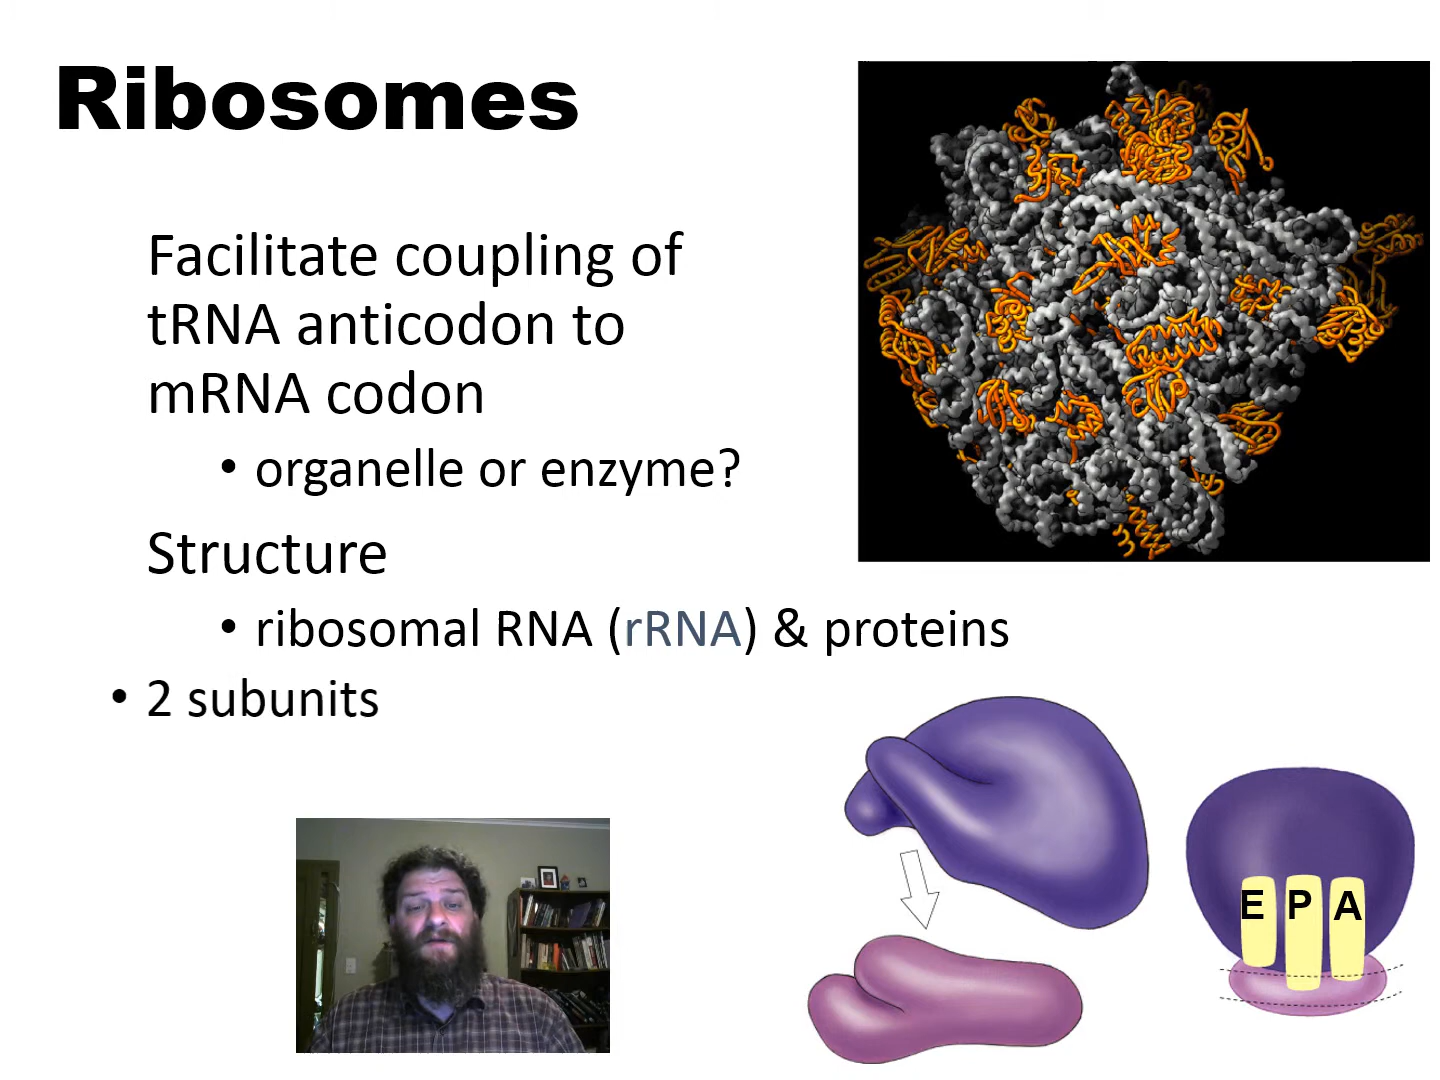 Ribosomes
Facilitate coupling of
tRNA anticodon to
mRNA codon
• organelle or enzyme?
Structure
• ribosomal RNA (rRNA) & proteins
• 2 subunits
E P A